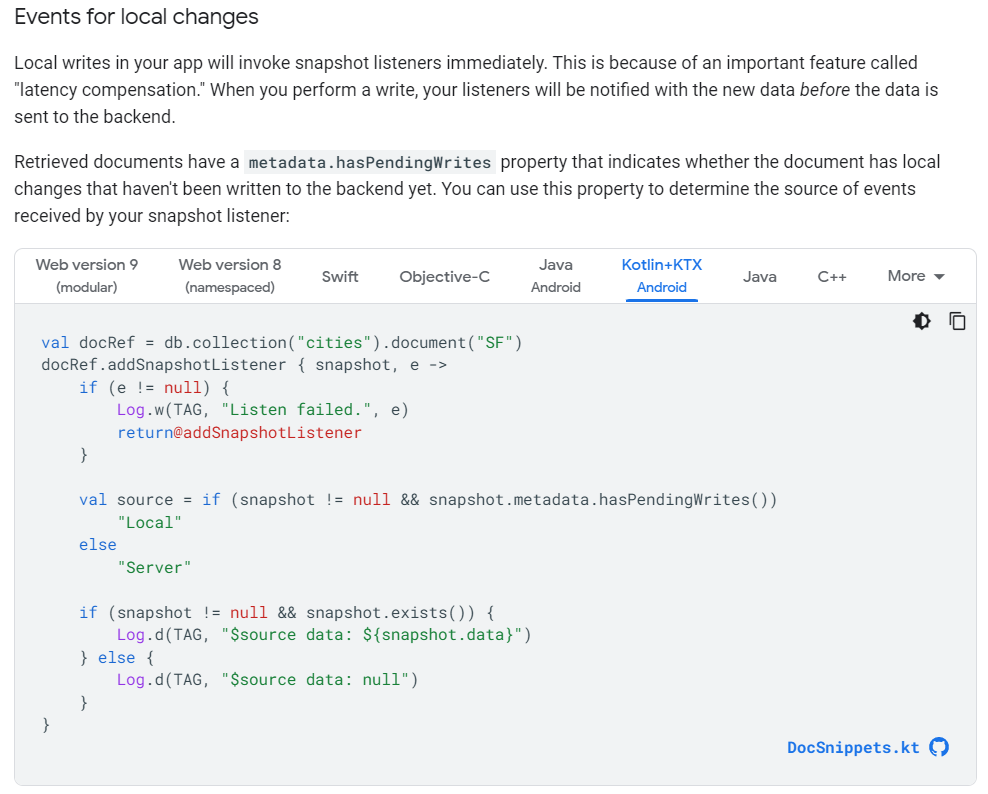 Events for local changes
Local writes in your app will invoke snapshot listeners immediately. This is because of an important feature called
"latency compensation." When you perform a write, your listeners will be notified with the new data before the data is
sent to the backend.
Retrieved documents have a metadata.hasPendingWrites property that indicates whether the document has local
changes that haven't been written to the backend yet. You can use this property to determine the source of events
received by your snapshot listener:
Web version 9 (modular)
Web version 8 (namespaced)
Swift
Objective-C
Java Android
Kotlin+KTX Android
Java
C++
More
val docRef = db.collection("cities").document("SF")
docRef.addSnapshotListener { snapshot, e ->
    if (e != null) {
        Log.w(TAG, "Listen failed.", e)
        return@addSnapshotListener
    }

    val source = if (snapshot != null && snapshot.metadata.hasPendingWrites())
        "Local"
    else
        "Server"

    if (snapshot != null && snapshot.exists()) {
        Log.d(TAG, "$source data: ${snapshot.data}")
    } else {
        Log.d(TAG, "$source data: null")
    }
}
DocSnippets.kt